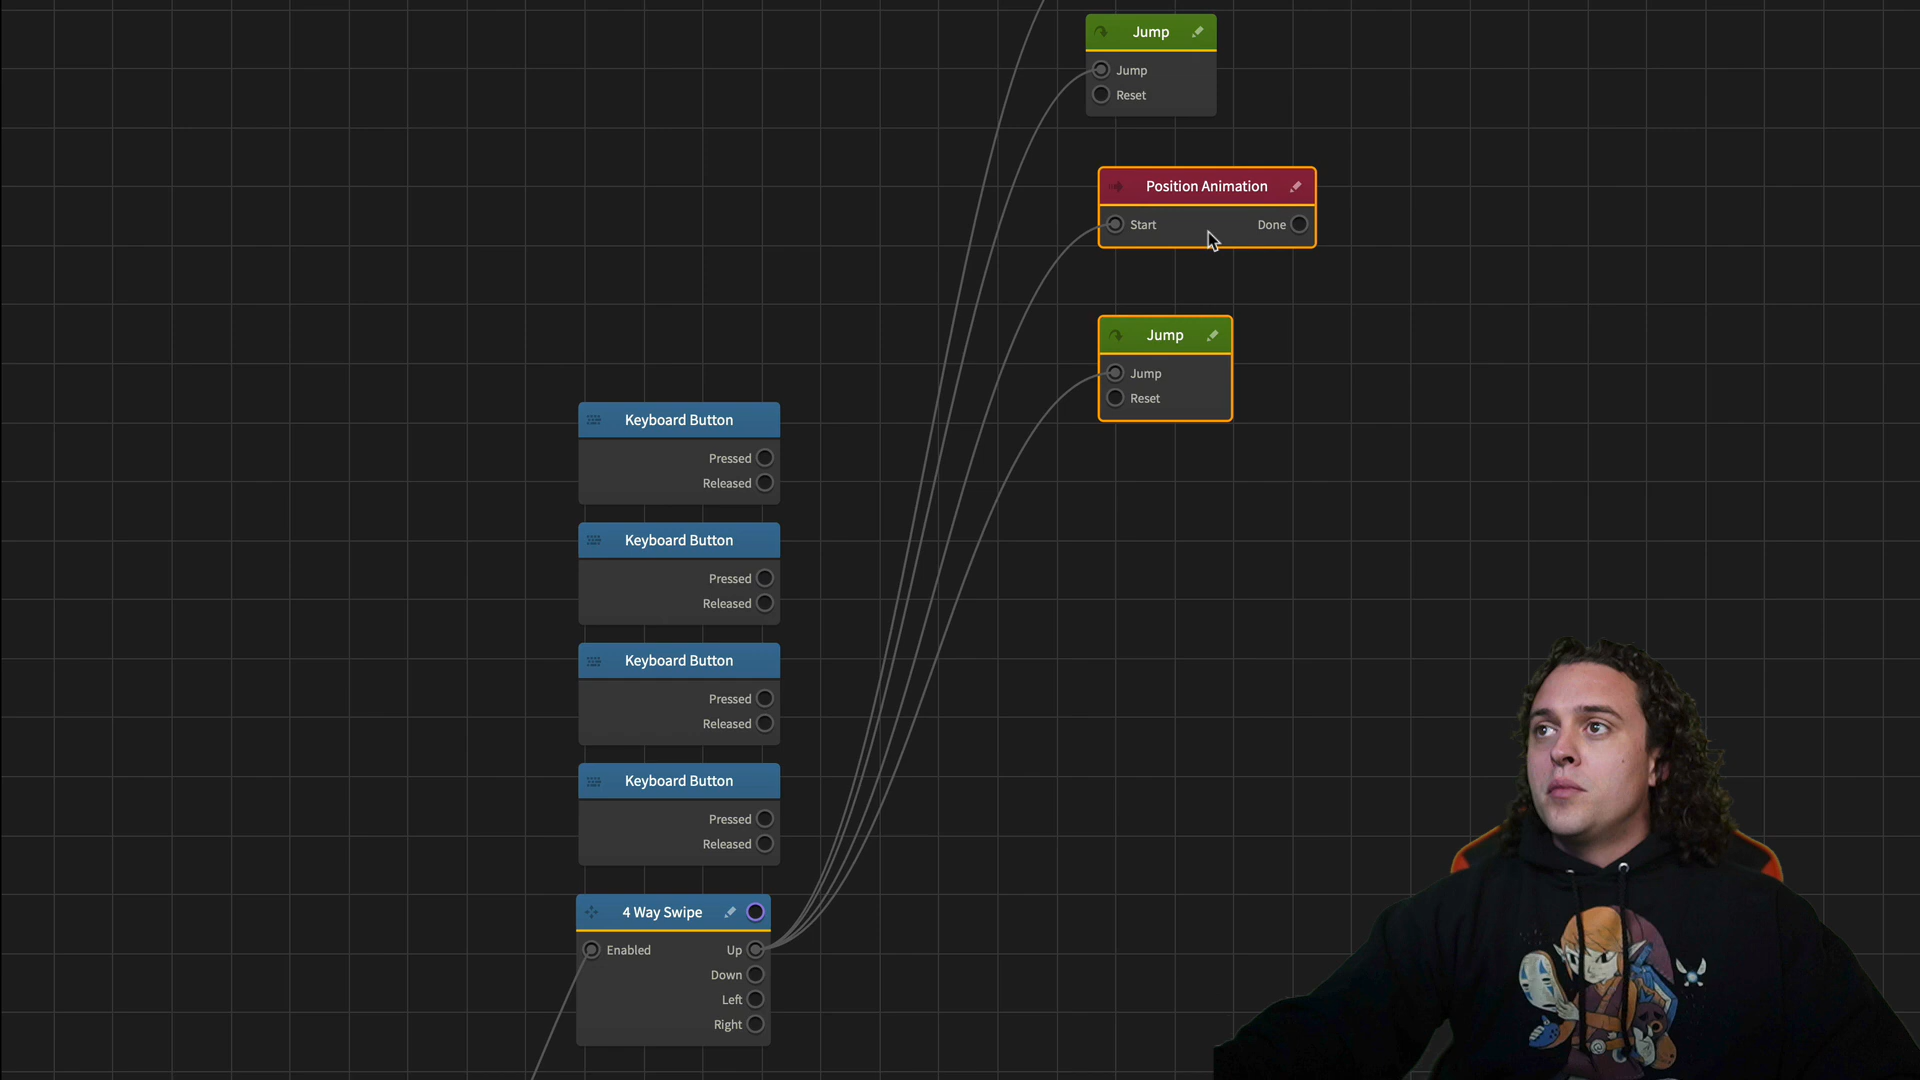 Jump
Jump
Reset
Position Animation
Start Done
Jump
Jump
Reset
Keyboard Button
Pressed
Released
Keyboard Button
Pressed
Released
Keyboard Button
Pressed
Released
Keyboard Button
Pressed
Released
4 Way Swipe
Enabled Up
Down
Left
Right